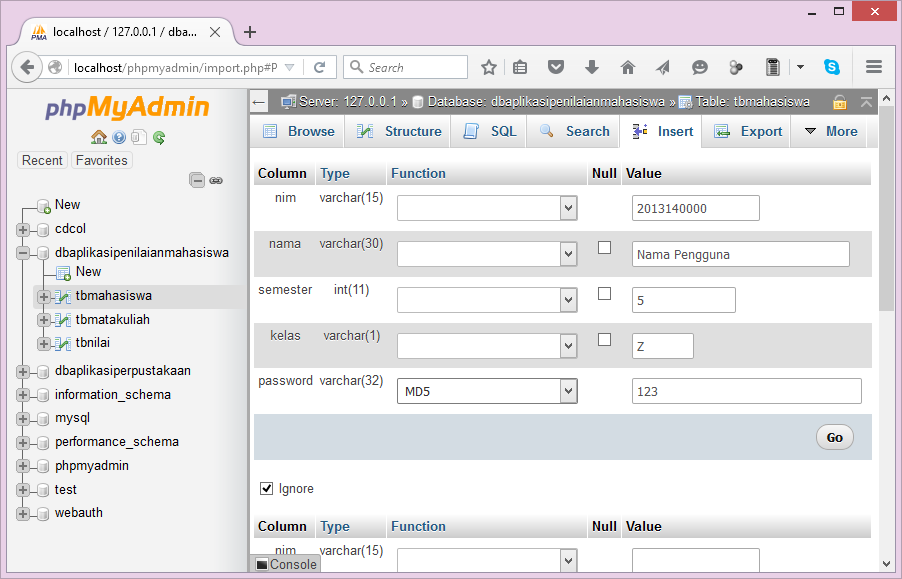 localhost / 127.0.0.1 / dba...
localhost/phpmyadmin/import.php#P
Search
phpMyAdmin
Recent Favorites
New
cdcol
dbaplikasipenilaianmahasiswa
New
tbmahasiswa
tbmatakuliah
tbnilai
dbaplikasiperpustakaan
information_schema
mysql
performance_schema
phpmyadmin
test
webauth
Server: 127.0.0.1 » Database: dbaplikasipenilaianmahasiswa » Table: tbmahasiswa
Browse Structure SQL Search Insert Export More
Column Type Function Null Value
nim varchar(15) 2013140000
nama varchar(30) Nama Pengguna
semester int(11) 5
kelas varchar(1) Z
password varchar(32) MD5 123
Go
Ignore
Column Type Function Null Value
nim varchar(15)
Console